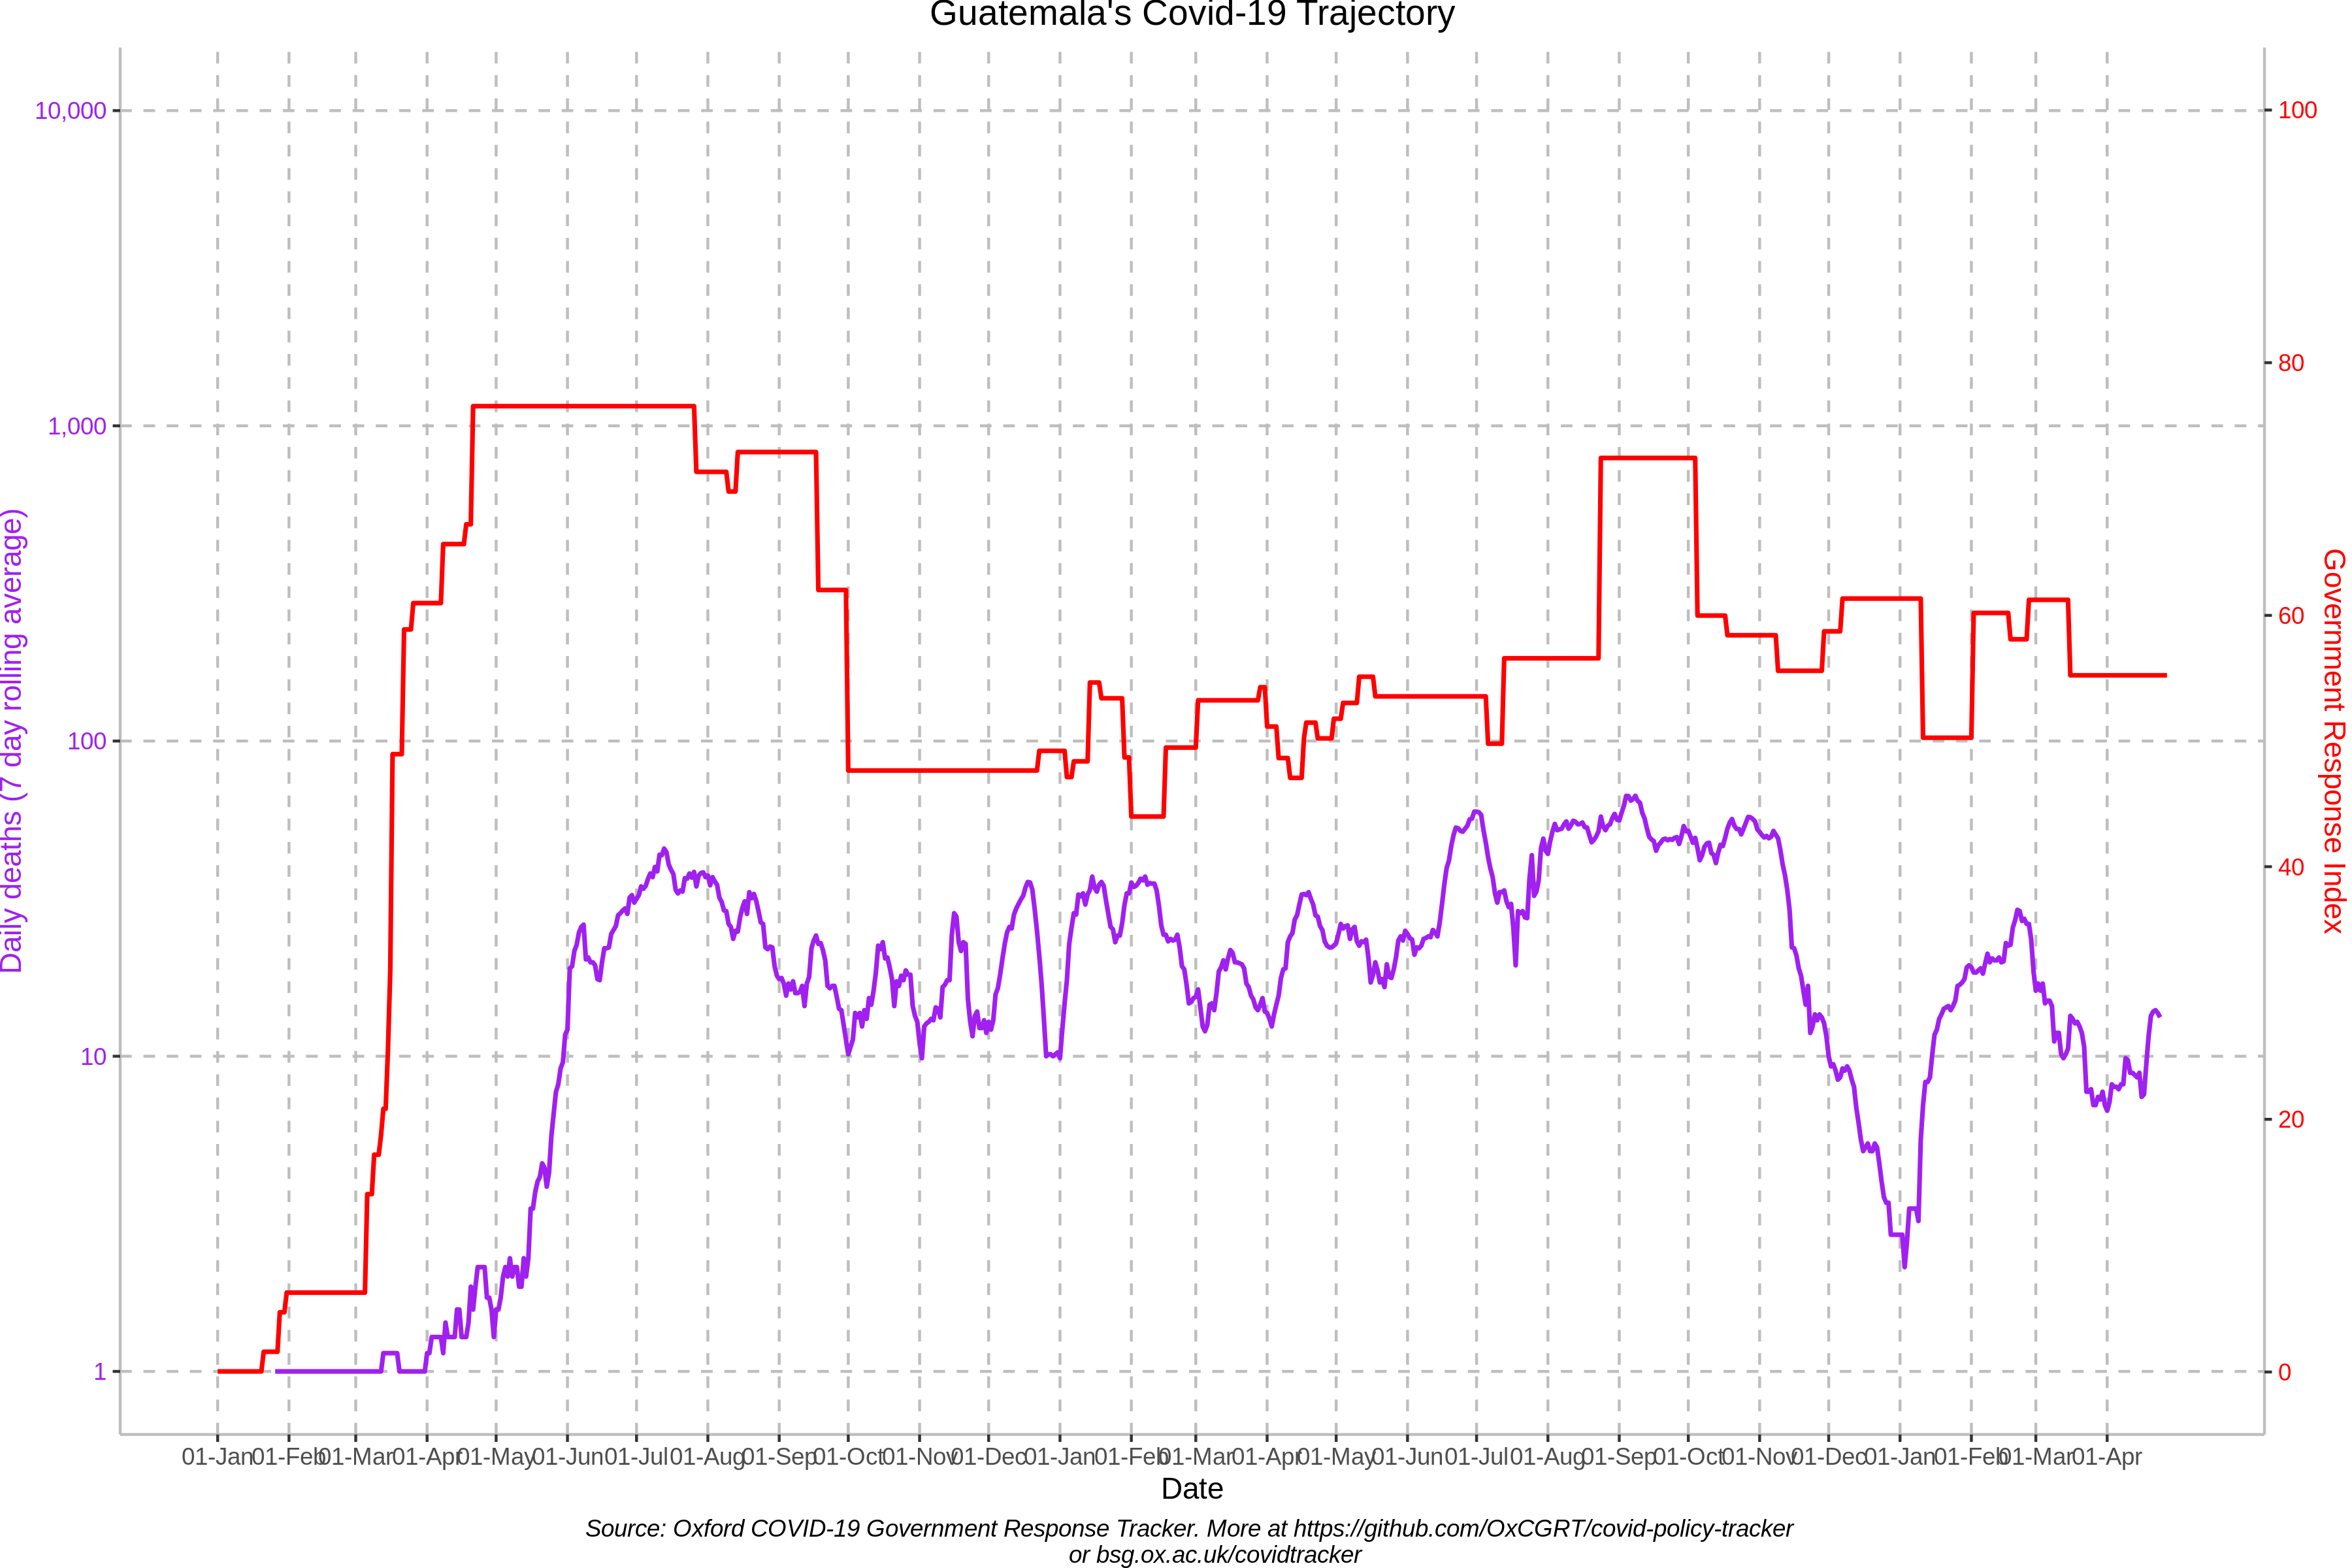 Guatemala's Covid-19 Trajectory
10,000
1,000
100
10
1
Daily deaths (7 day rolling average)
100
80
60
40
20
0
Government Response Index
01-Jan 01-Feb 01-Mar 01-Apr 01-May 01-Jun 01-Jul 01-Aug 01-Sep 01-Oct 01-Nov 01-Dec 01-Jan 01-Feb 01-Mar 01-Apr 01-May 01-Jun 01-Jul 01-Aug 01-Sep 01-Oct 01-Nov 01-Dec 01-Jan 01-Feb 01-Mar 01-Apr
Date
Source: Oxford COVID-19 Government Response Tracker. More at https://github.com/OxCGRT/covid-policy-tracker
or bsg.ox.ac.uk/covidtracker